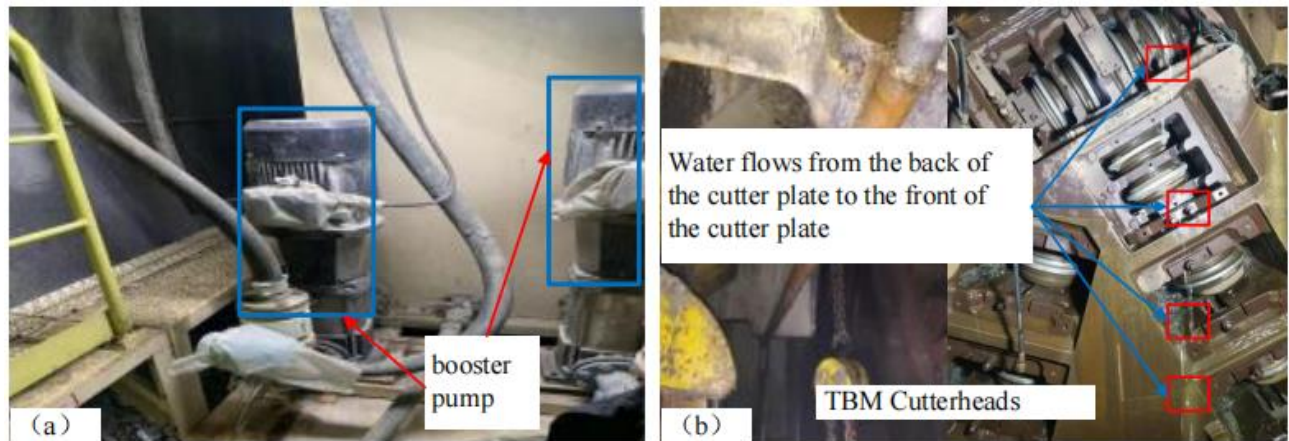 booster
pump
（a）
Water flows from the back of
the cutter plate to the front of
the cutter plate
TBM Cutterheads
（b）